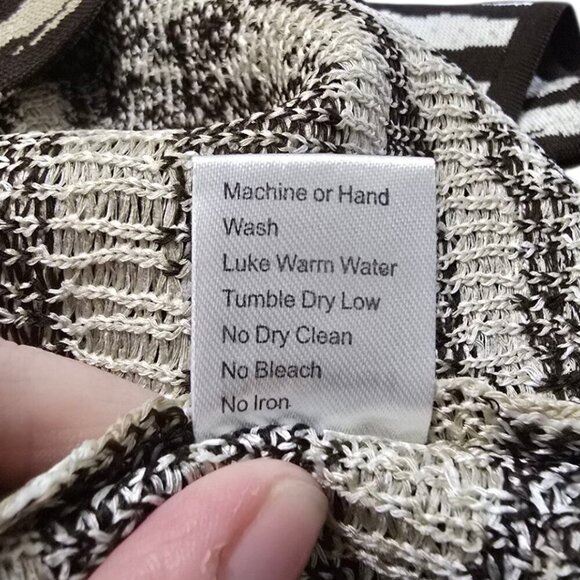 Machine or Hand
Wash
Luke Warm Water
Tumble Dry Low
No Dry Clean
No Bleach
No Iron